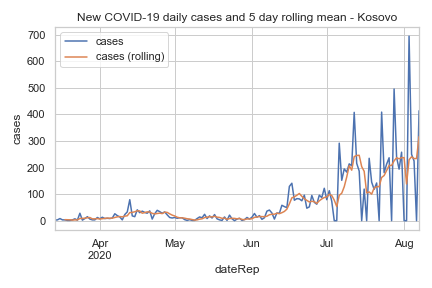 New COVID-19 daily cases and 5 day rolling mean - Kosovo
cases
cases (rolling)
700
600
500
400
300
200
100
0
cases
Apr
2020
May
Jun
Jul
Aug
dateRep